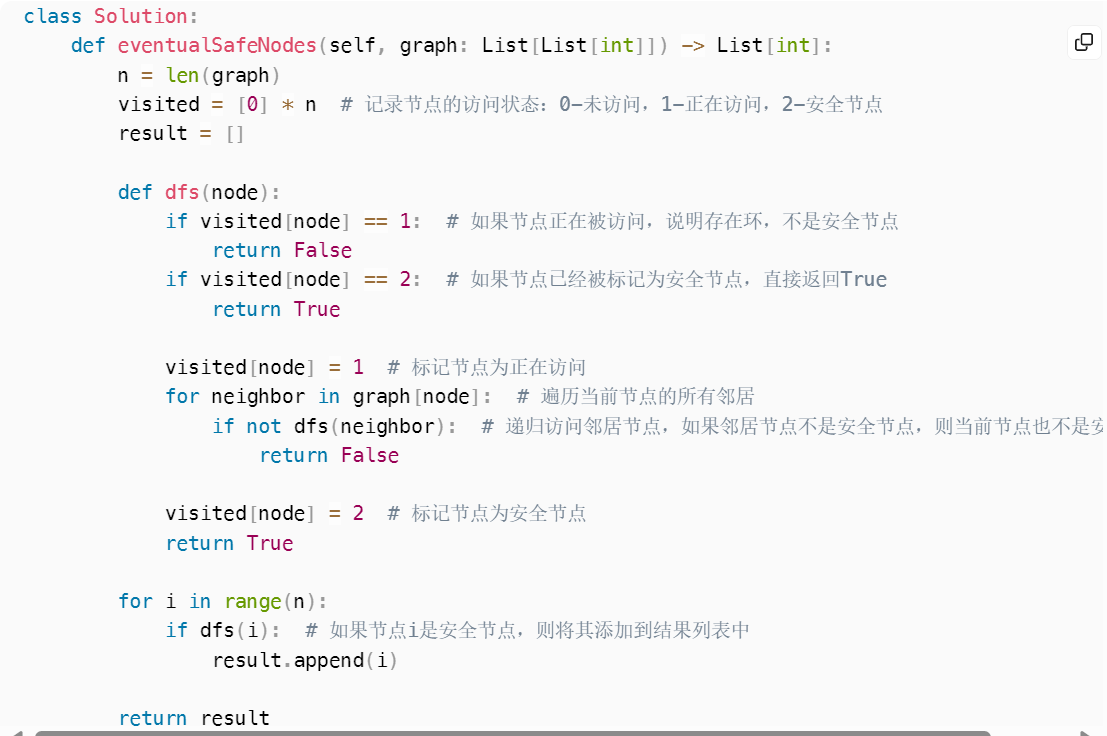 class Solution:
    def eventualSafeNodes(self, graph: List[List[int]]) -> List[int]:
        n = len(graph)
        visited = [0] * n  # 记录节点的访问状态：0-未访问，1-正在访问，2-安全节点
        result = []

        def dfs(node):
            if visited[node] == 1:  # 如果节点正在被访问，说明存在环，不是安全节点
                return False
            if visited[node] == 2:  # 如果节点已经被标记为安全节点，直接返回True
                return True

            visited[node] = 1  # 标记节点为正在访问
            for neighbor in graph[node]:  # 遍历当前节点的所有邻居
                if not dfs(neighbor):  # 递归访问邻居节点，如果邻居节点不是安全节点，则当前节点也不是
                    return False

            visited[node] = 2  # 标记节点为安全节点
            return True

        for i in range(n):
            if dfs(i):  # 如果节点i是安全节点，则将其添加到结果列表中
                result.append(i)

        return result